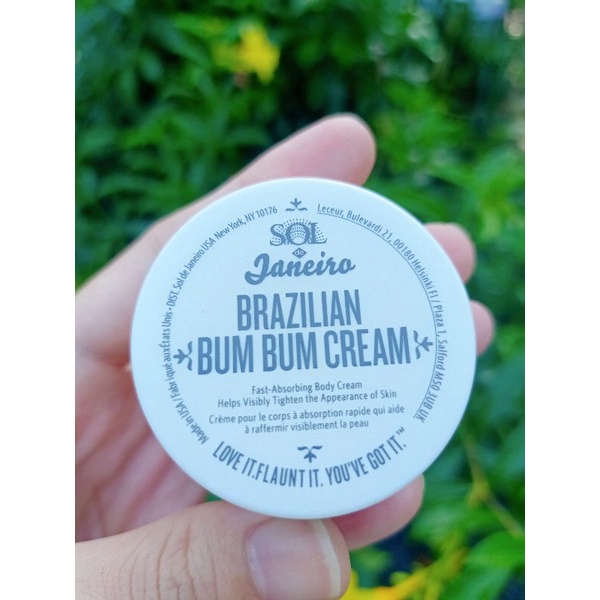 SOL
de
Janeiro
BRAZILIAN
BUM BUM CREAM
Fast-Absorbing Body Cream
Helps Visibly Tighten the Appearance of Skin
Crème pour le corps à absorption rapide qui aide
à raffermir visiblement la peau
LOVE IT.FLAUNT IT. YOU'VE GOT IT.™
Made in USA / Fabriqué aux États Unis • DIST. Sol de Janeiro USA New York, NY 10176
Leceur, Bulevardi 21, 00180 Helsinki FI / Plaza 1, Salford M50 3UB UK